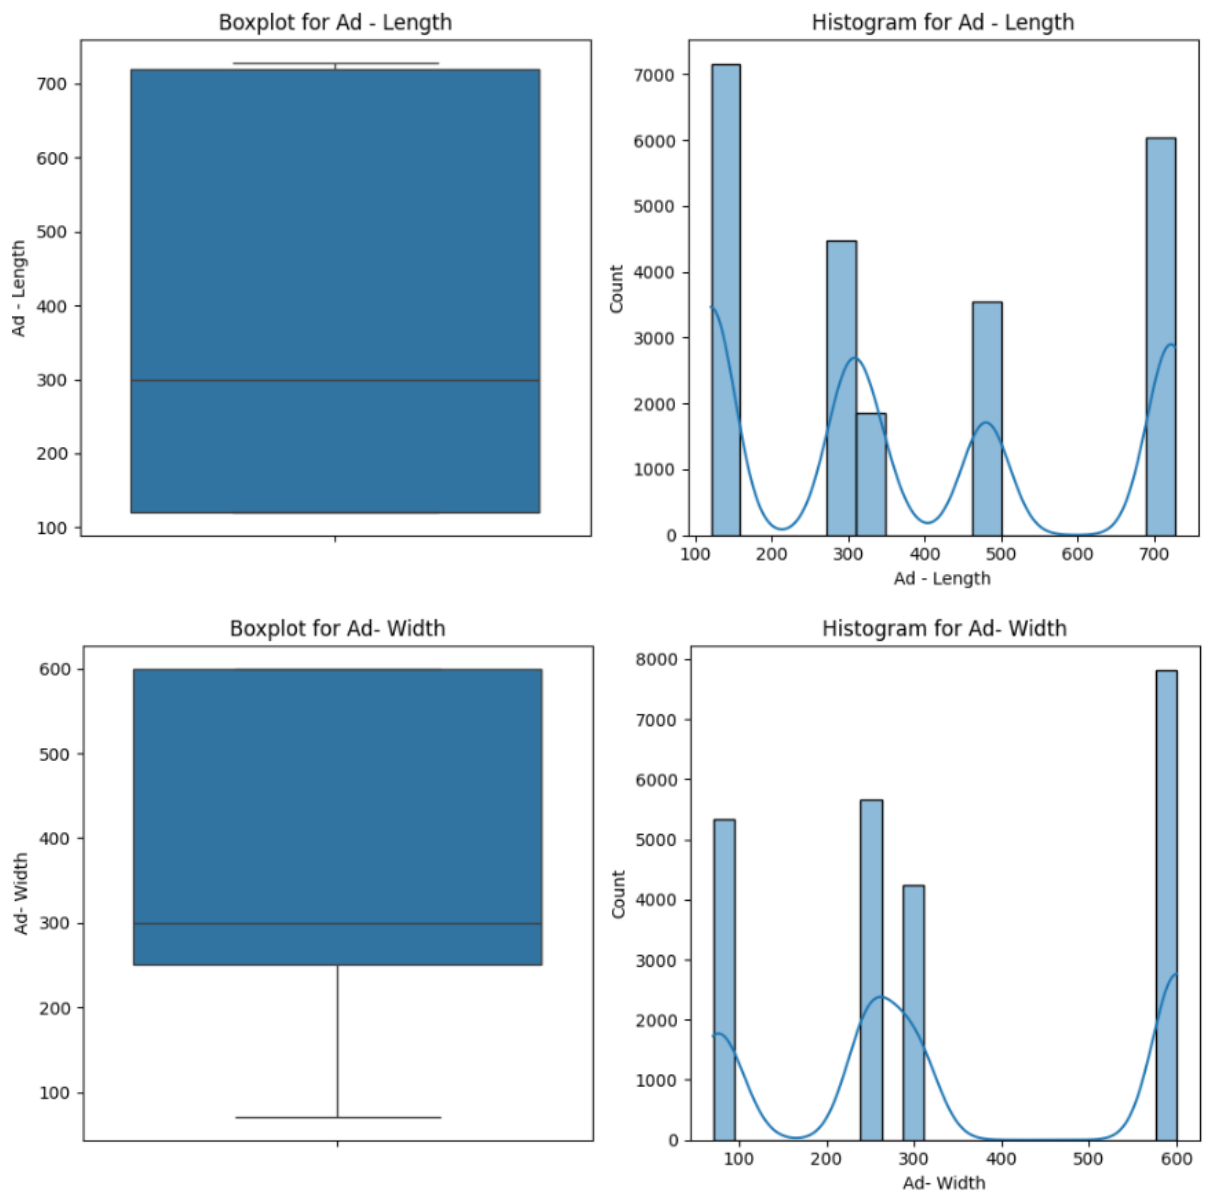 Boxplot for Ad - Length
700
600
500
400
300
200
100
Ad - Length
Histogram for Ad - Length
7000
6000
5000
4000
3000
2000
1000
0
Count
100 200 300 400 500 600 700
Ad - Length
Boxplot for Ad- Width
600
500
400
300
200
100
Ad- Width
Histogram for Ad- Width
8000
7000
6000
5000
4000
3000
2000
1000
0
Count
100 200 300 400 500 600
Ad- Width